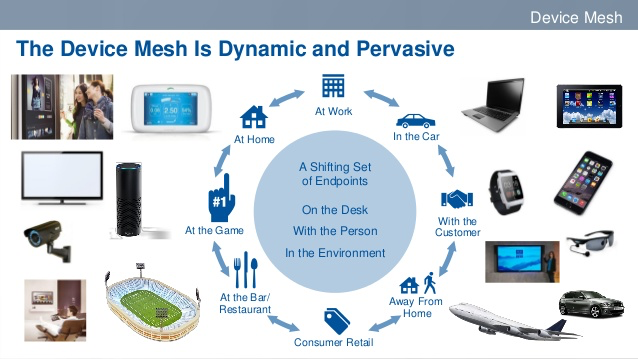 Device Mesh
The Device Mesh Is Dynamic and Pervasive
At Work
At Home
In the Car
A Shifting Set
of Endpoints
On the Desk
With the Person
In the Environment
#1
At the Game
With the
Customer
At the Bar/
Restaurant
Away From
Home
Consumer Retail